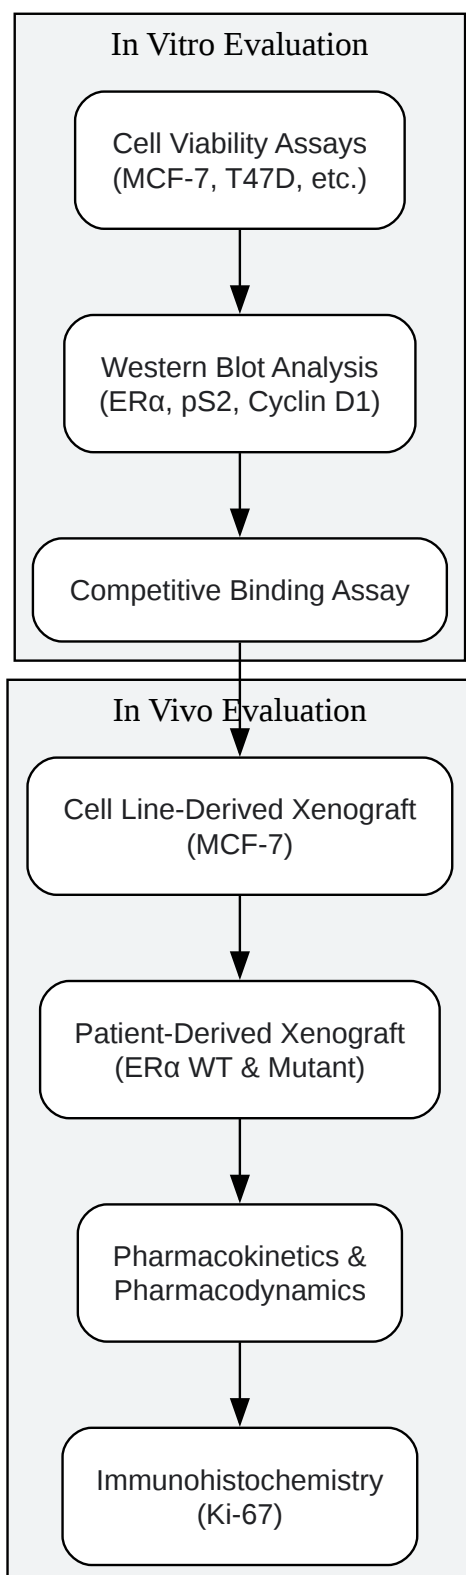 In Vitro Evaluation
Cell Viability Assays
(MCF-7, T47D, etc.)
Western Blot Analysis
(ERα, pS2, Cyclin D1)
Competitive Binding Assay
In Vivo Evaluation
Cell Line-Derived Xenograft
(MCF-7)
Patient-Derived Xenograft
(ERα WT & Mutant)
Pharmacokinetics &
Pharmacodynamics
Immunohistochemistry
(Ki-67)